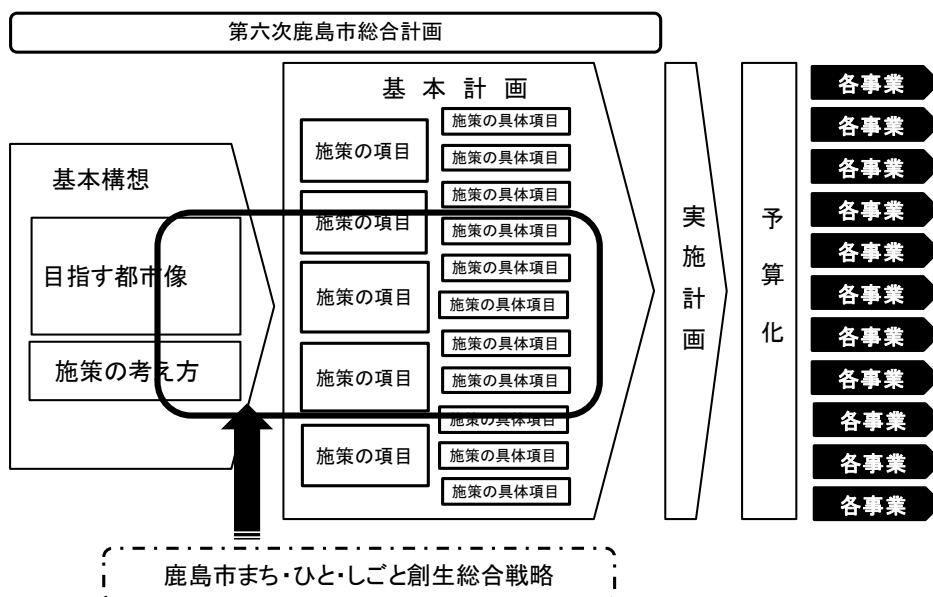 第六次鹿島市総合計画
基本構想
目指す都市像
施策の考え方
基本計画
施策の項目
施策の項目
施策の項目
施策の項目
施策の項目
施策の具体項目
施策の具体項目
施策の具体項目
施策の具体項目
施策の具体項目
施策の具体項目
施策の具体項目
施策の具体項目
施策の具体項目
施策の具体項目
施策の具体項目
実施計画
予算化
各事業
各事業
各事業
各事業
各事業
各事業
各事業
各事業
各事業
各事業
各事業
鹿島市まち・ひと・しごと創生総合戦略